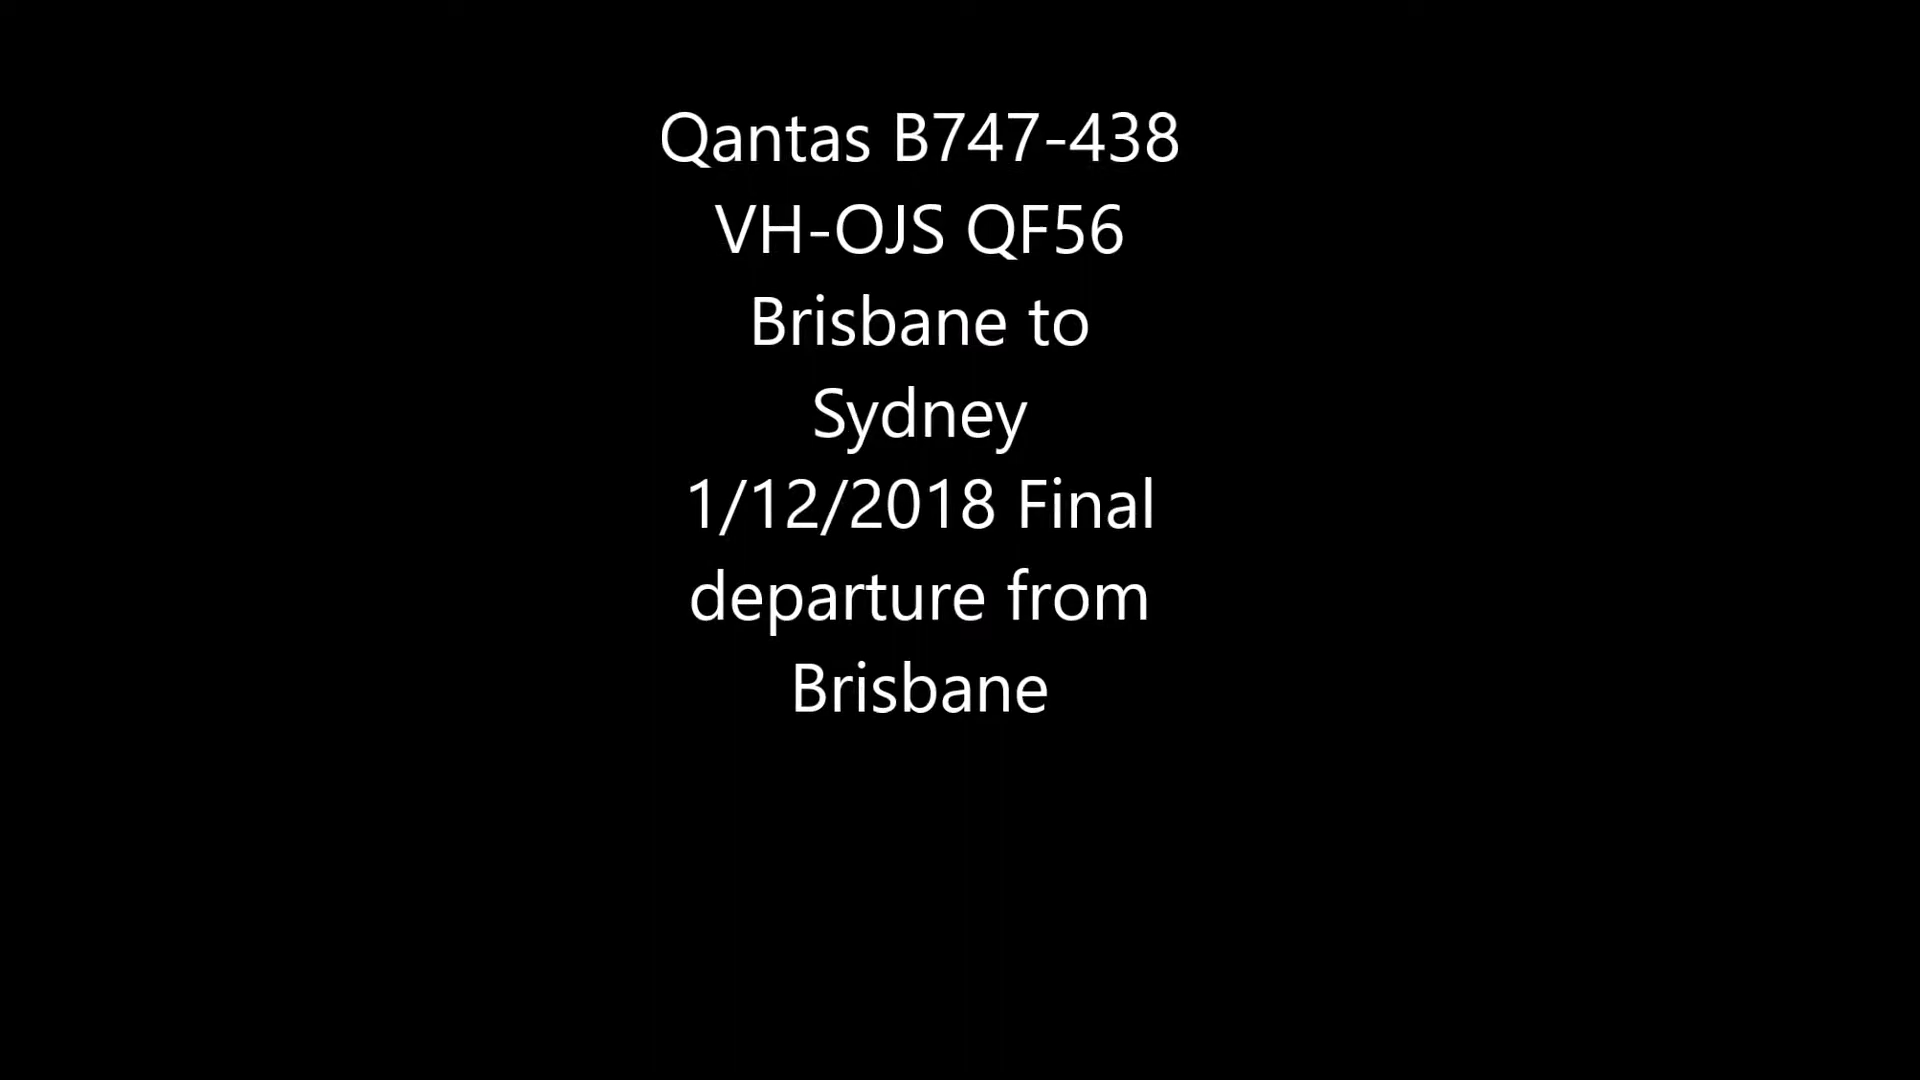 Qantas B747-438
VH-OJS QF56
Brisbane to
Sydney
1/12/2018 Final
departure from
Brisbane